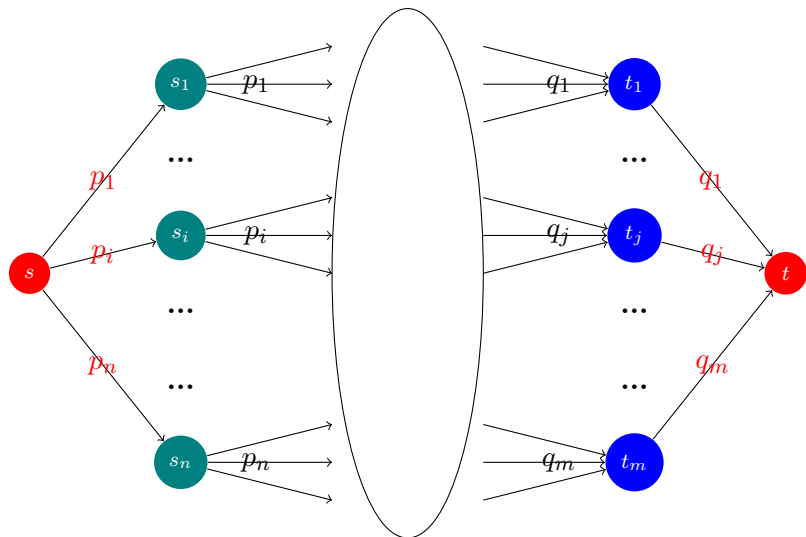 s₁ p₁ q₁ t₁
... ...
p₁ q₁
sᵢ pᵢ qⱼ tⱼ
pᵢ qⱼ
s t
... ...
pₙ qₘ
... ...
sₙ pₙ qₘ tₘ